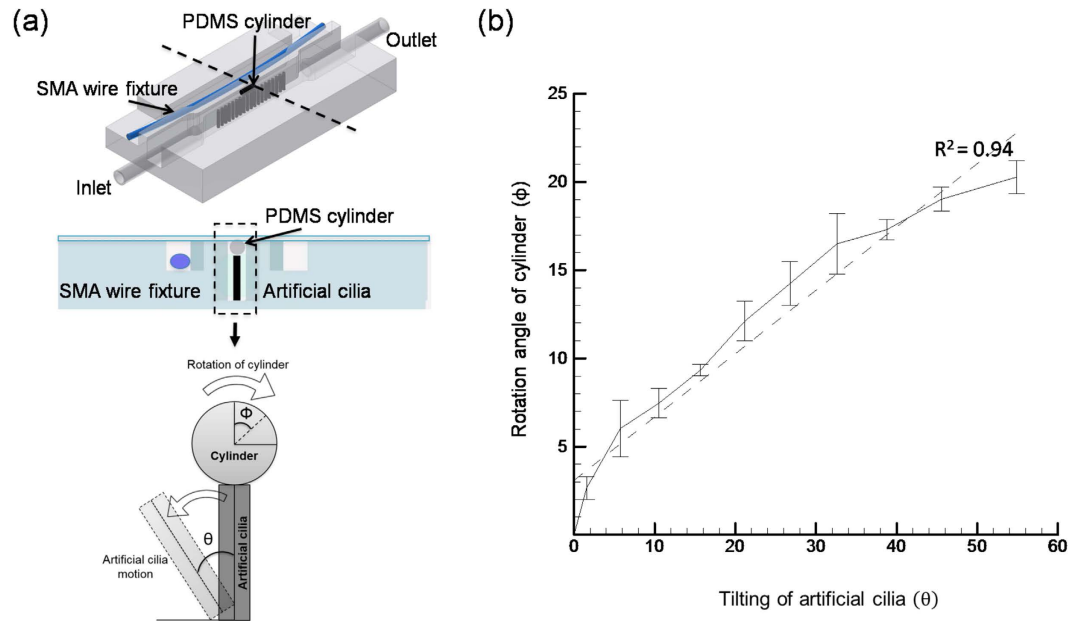 (a)
PDMS cylinder
Outlet
SMA wire fixture
Inlet
PDMS cylinder
SMA wire fixture
Artificial cilia
Rotation of cylinder
Φ
Cylinder
θ
Artificial cilia
Artificial cilia
motion
(b)
25
20
15
10
5
0 10 20 30 40 50 60
R² = 0.94
Rotation angle of cylinder (ϕ)
Tilting of artificial cilia (θ)